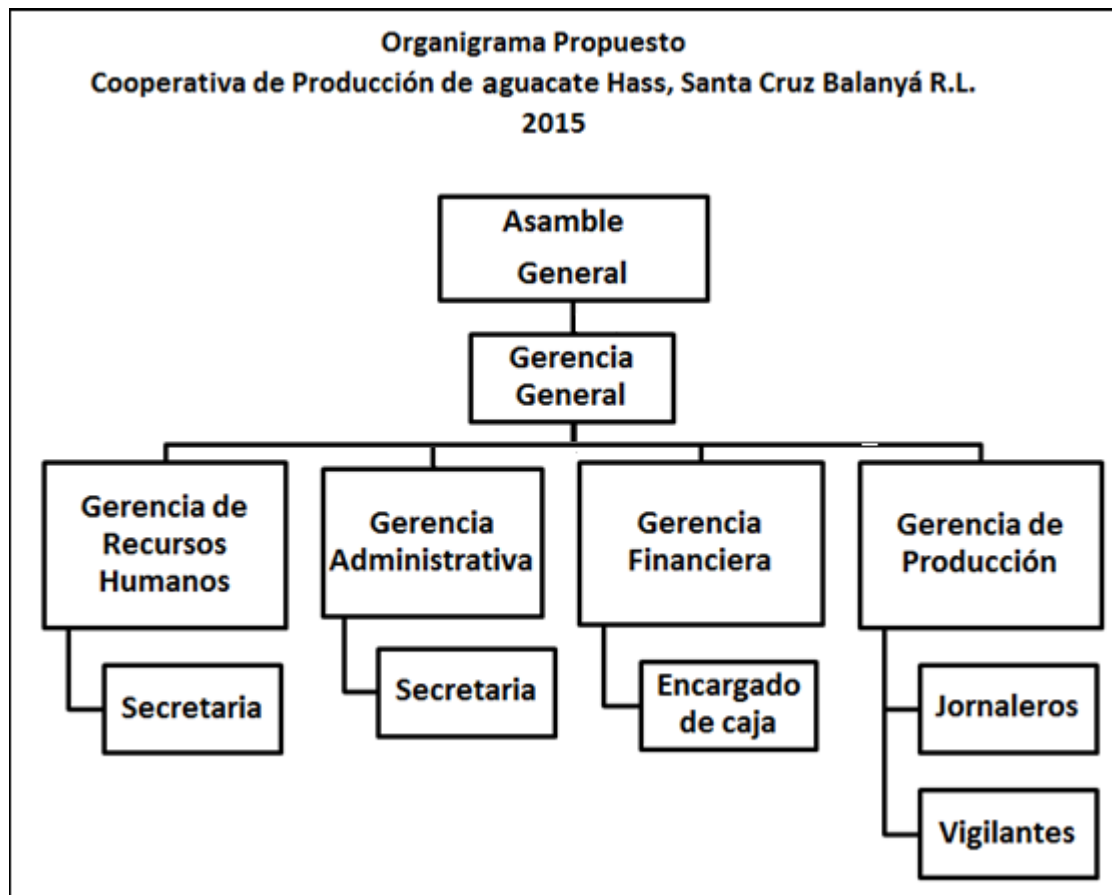 Organigrama Propuesto
Cooperativa de Producción de aguacate Hass, Santa Cruz Balanyá R.L.
2015
Asamble
General
Gerencia
General
Gerencia de
Recursos
Humanos
Gerencia
Administrativa
Gerencia
Financiera
Gerencia de
Producción
Secretaria
Secretaria
Encargado
de caja
Jornaleros
Vigilantes